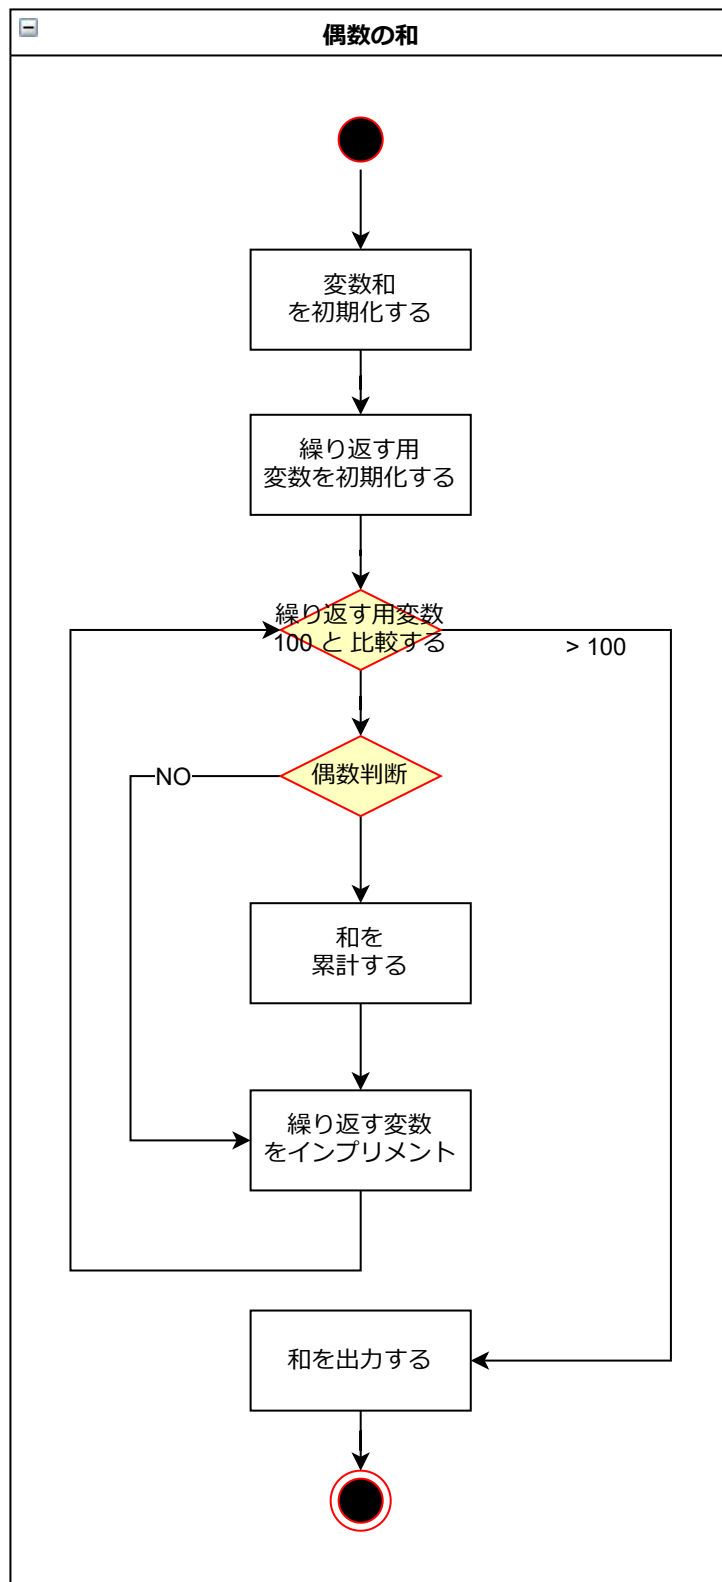 偶数の和
変数和
を初期化する
繰り返す用
変数を初期化する
繰り返す用変数
100 と 比較する
> 100
偶数判断
NO
和を
累計する
繰り返す変数
をインプリメント
和を出力する